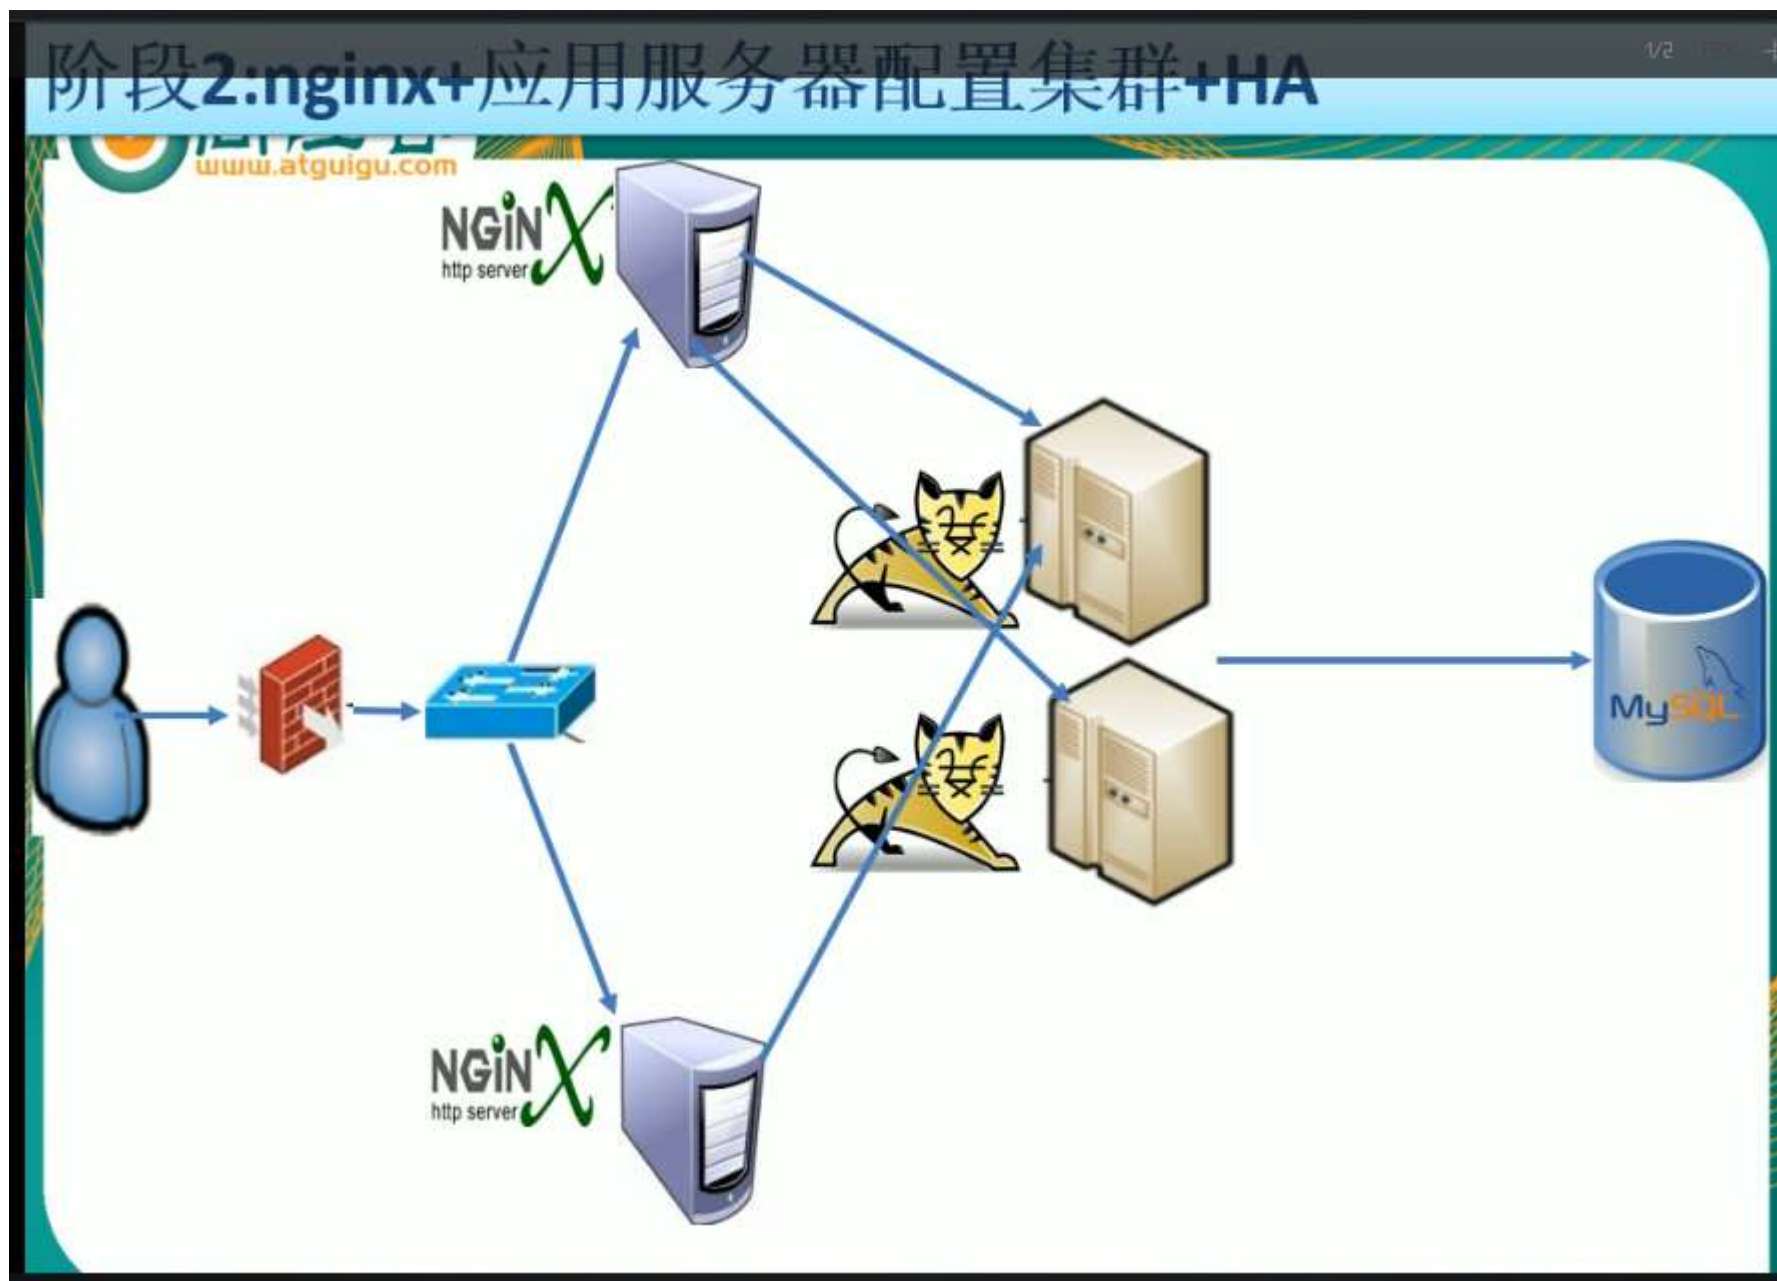 阶段2:nginx+应用服务器配置集群+HA
1/2
www.atguigu.com
NGiNX
http server
MySQL
NGiNX
http server